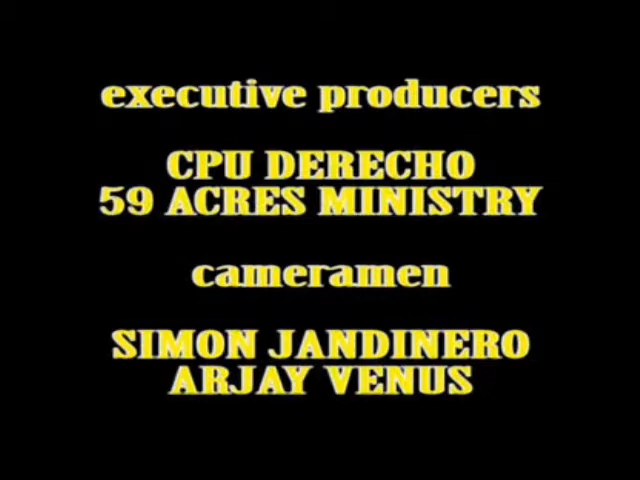 executive producers
CPU DERECHO
59 ACRES MINISTRY
cameramen
SIMON JANDINERO
ARJAY VENUS